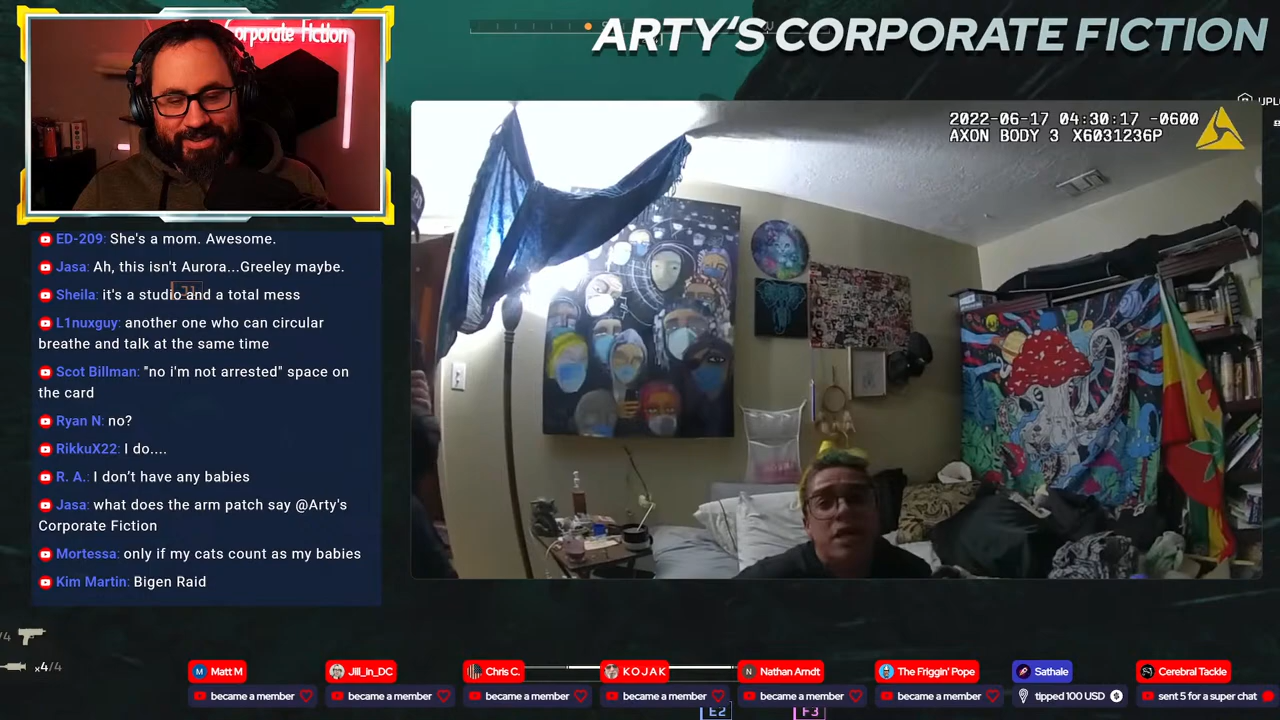 ARTY'S CORPORATE FICTION
Corporate Fiction
2022-06-17 04:30:17 -0600
AXON BODY 3 X6031236P
ED-209: She's a mom. Awesome.
Jasa: Ah, this isn't Aurora...Greeley maybe.
Sheila: it's a studio and a total mess
L1nuxguy: another one who can circular
breathe and talk at the same time
Scot Billman: "no i'm not arrested" space on
the card
Ryan N: no?
RikkuX22: I do....
R. A.: I don't have any babies
Jasa: what does the arm patch say @Arty's
Corporate Fiction
Mortessa: only if my cats count as my babies
Kim Martin: Bigen Raid
/4
x4/4
Matt M
became a member
Jill_in_DC
became a member
Chris C.
became a member
K O J A K
became a member
Nathan Arndt
became a member
The Friggin' Pope
became a member
Sathale
tipped 100 USD
Cerebral Tackle
sent 5 for a super chat
E2
F3